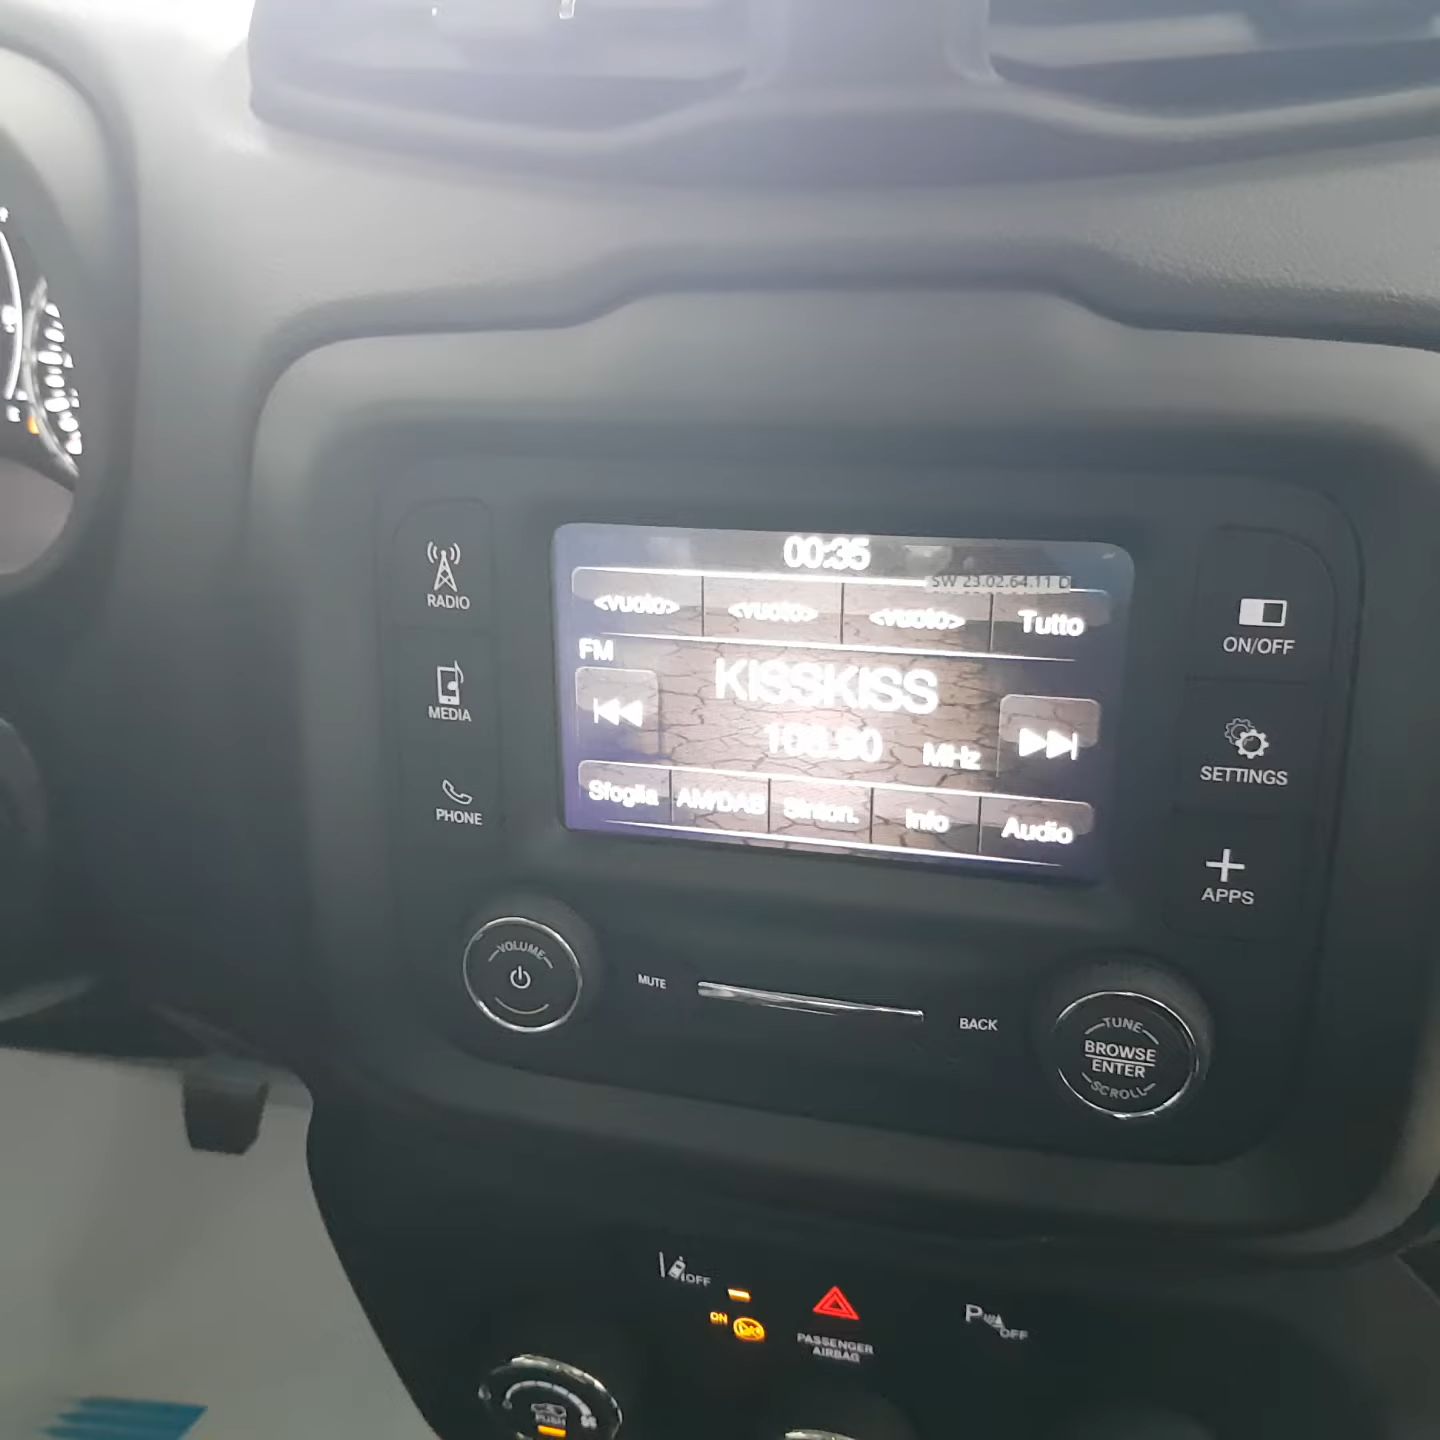 00:35
SW 23.02.64.11 D
<vuoto> <vuoto> <vuoto> Tutto
FM
KISSKISS
MHz
Sfoglia AM/DAB Sinton. Info Audio
RADIO
MEDIA
PHONE
ON/OFF
SETTINGS
APPS
VOLUME
MUTE
BACK
TUNE
BROWSE
ENTER
SCROLL
OFF
ON
PASSENGER
AIRBAG
P OFF
PUSH